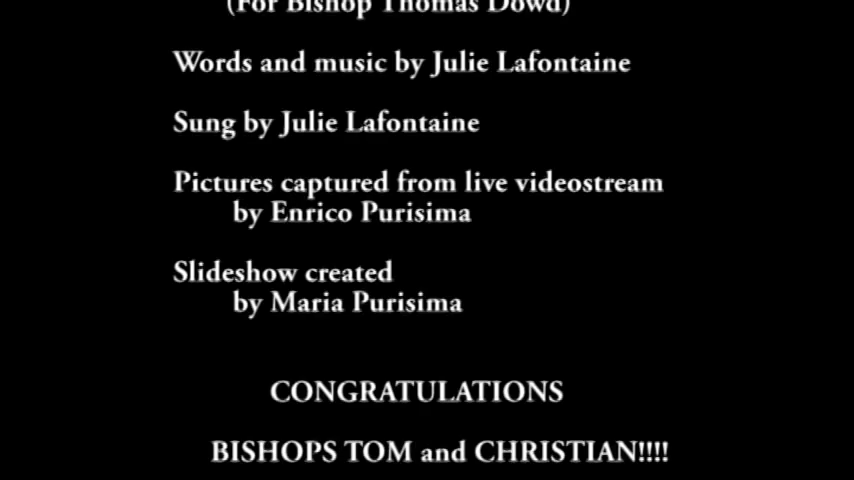 (For Bishop Thomas Dowd)
Words and music by Julie Lafontaine
Sung by Julie Lafontaine
Pictures captured from live videostream
by Enrico Purisima
Slideshow created
by Maria Purisima
CONGRATULATIONS
BISHOPS TOM and CHRISTIAN!!!!